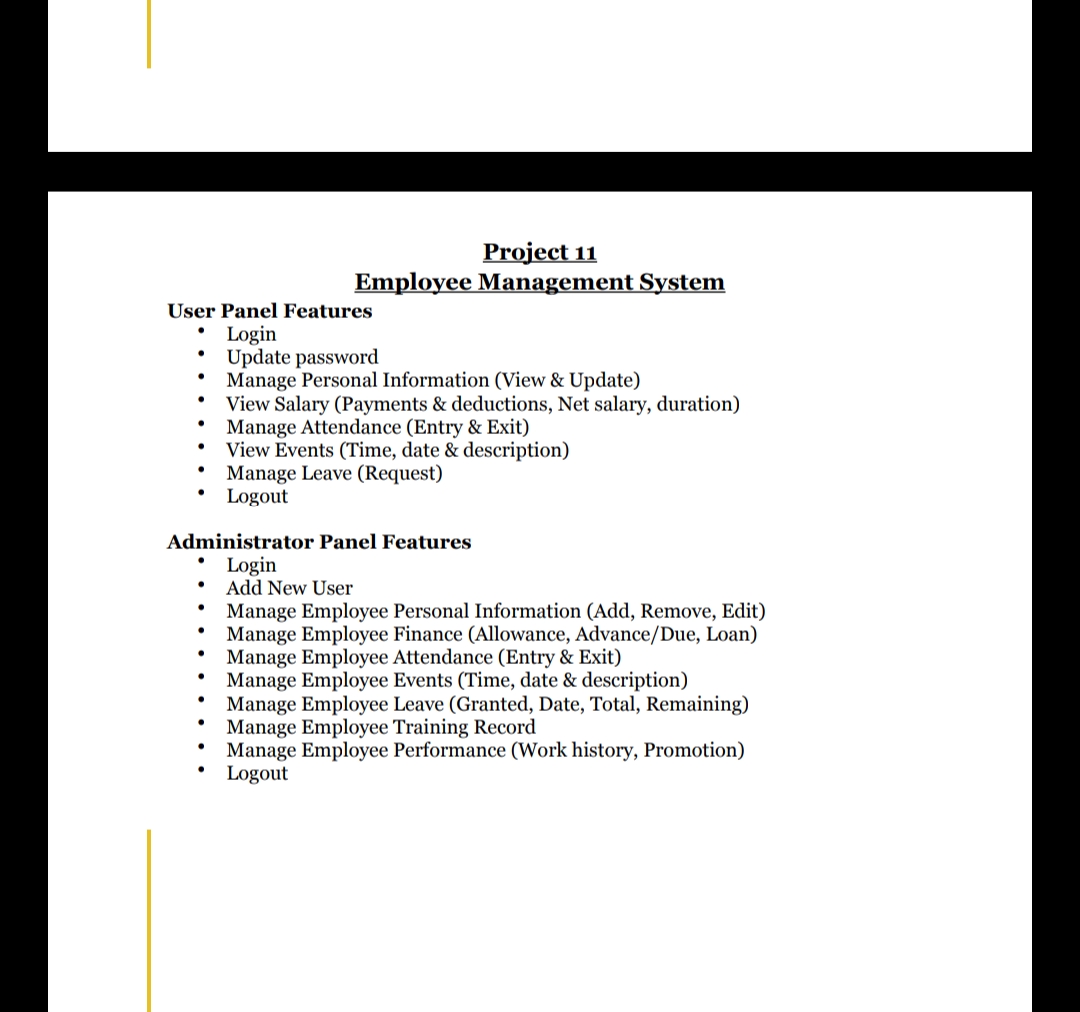 Project 11
Employee Management System
User Panel Features
• Login
• Update password
• Manage Personal Information (View & Update)
• View Salary (Payments & deductions, Net salary, duration)
• Manage Attendance (Entry & Exit)
• View Events (Time, date & description)
• Manage Leave (Request)
• Logout
Administrator Panel Features
• Login
• Add New User
• Manage Employee Personal Information (Add, Remove, Edit)
• Manage Employee Finance (Allowance, Advance/Due, Loan)
• Manage Employee Attendance (Entry & Exit)
• Manage Employee Events (Time, date & description)
• Manage Employee Leave (Granted, Date, Total, Remaining)
• Manage Employee Training Record
• Manage Employee Performance (Work history, Promotion)
• Logout